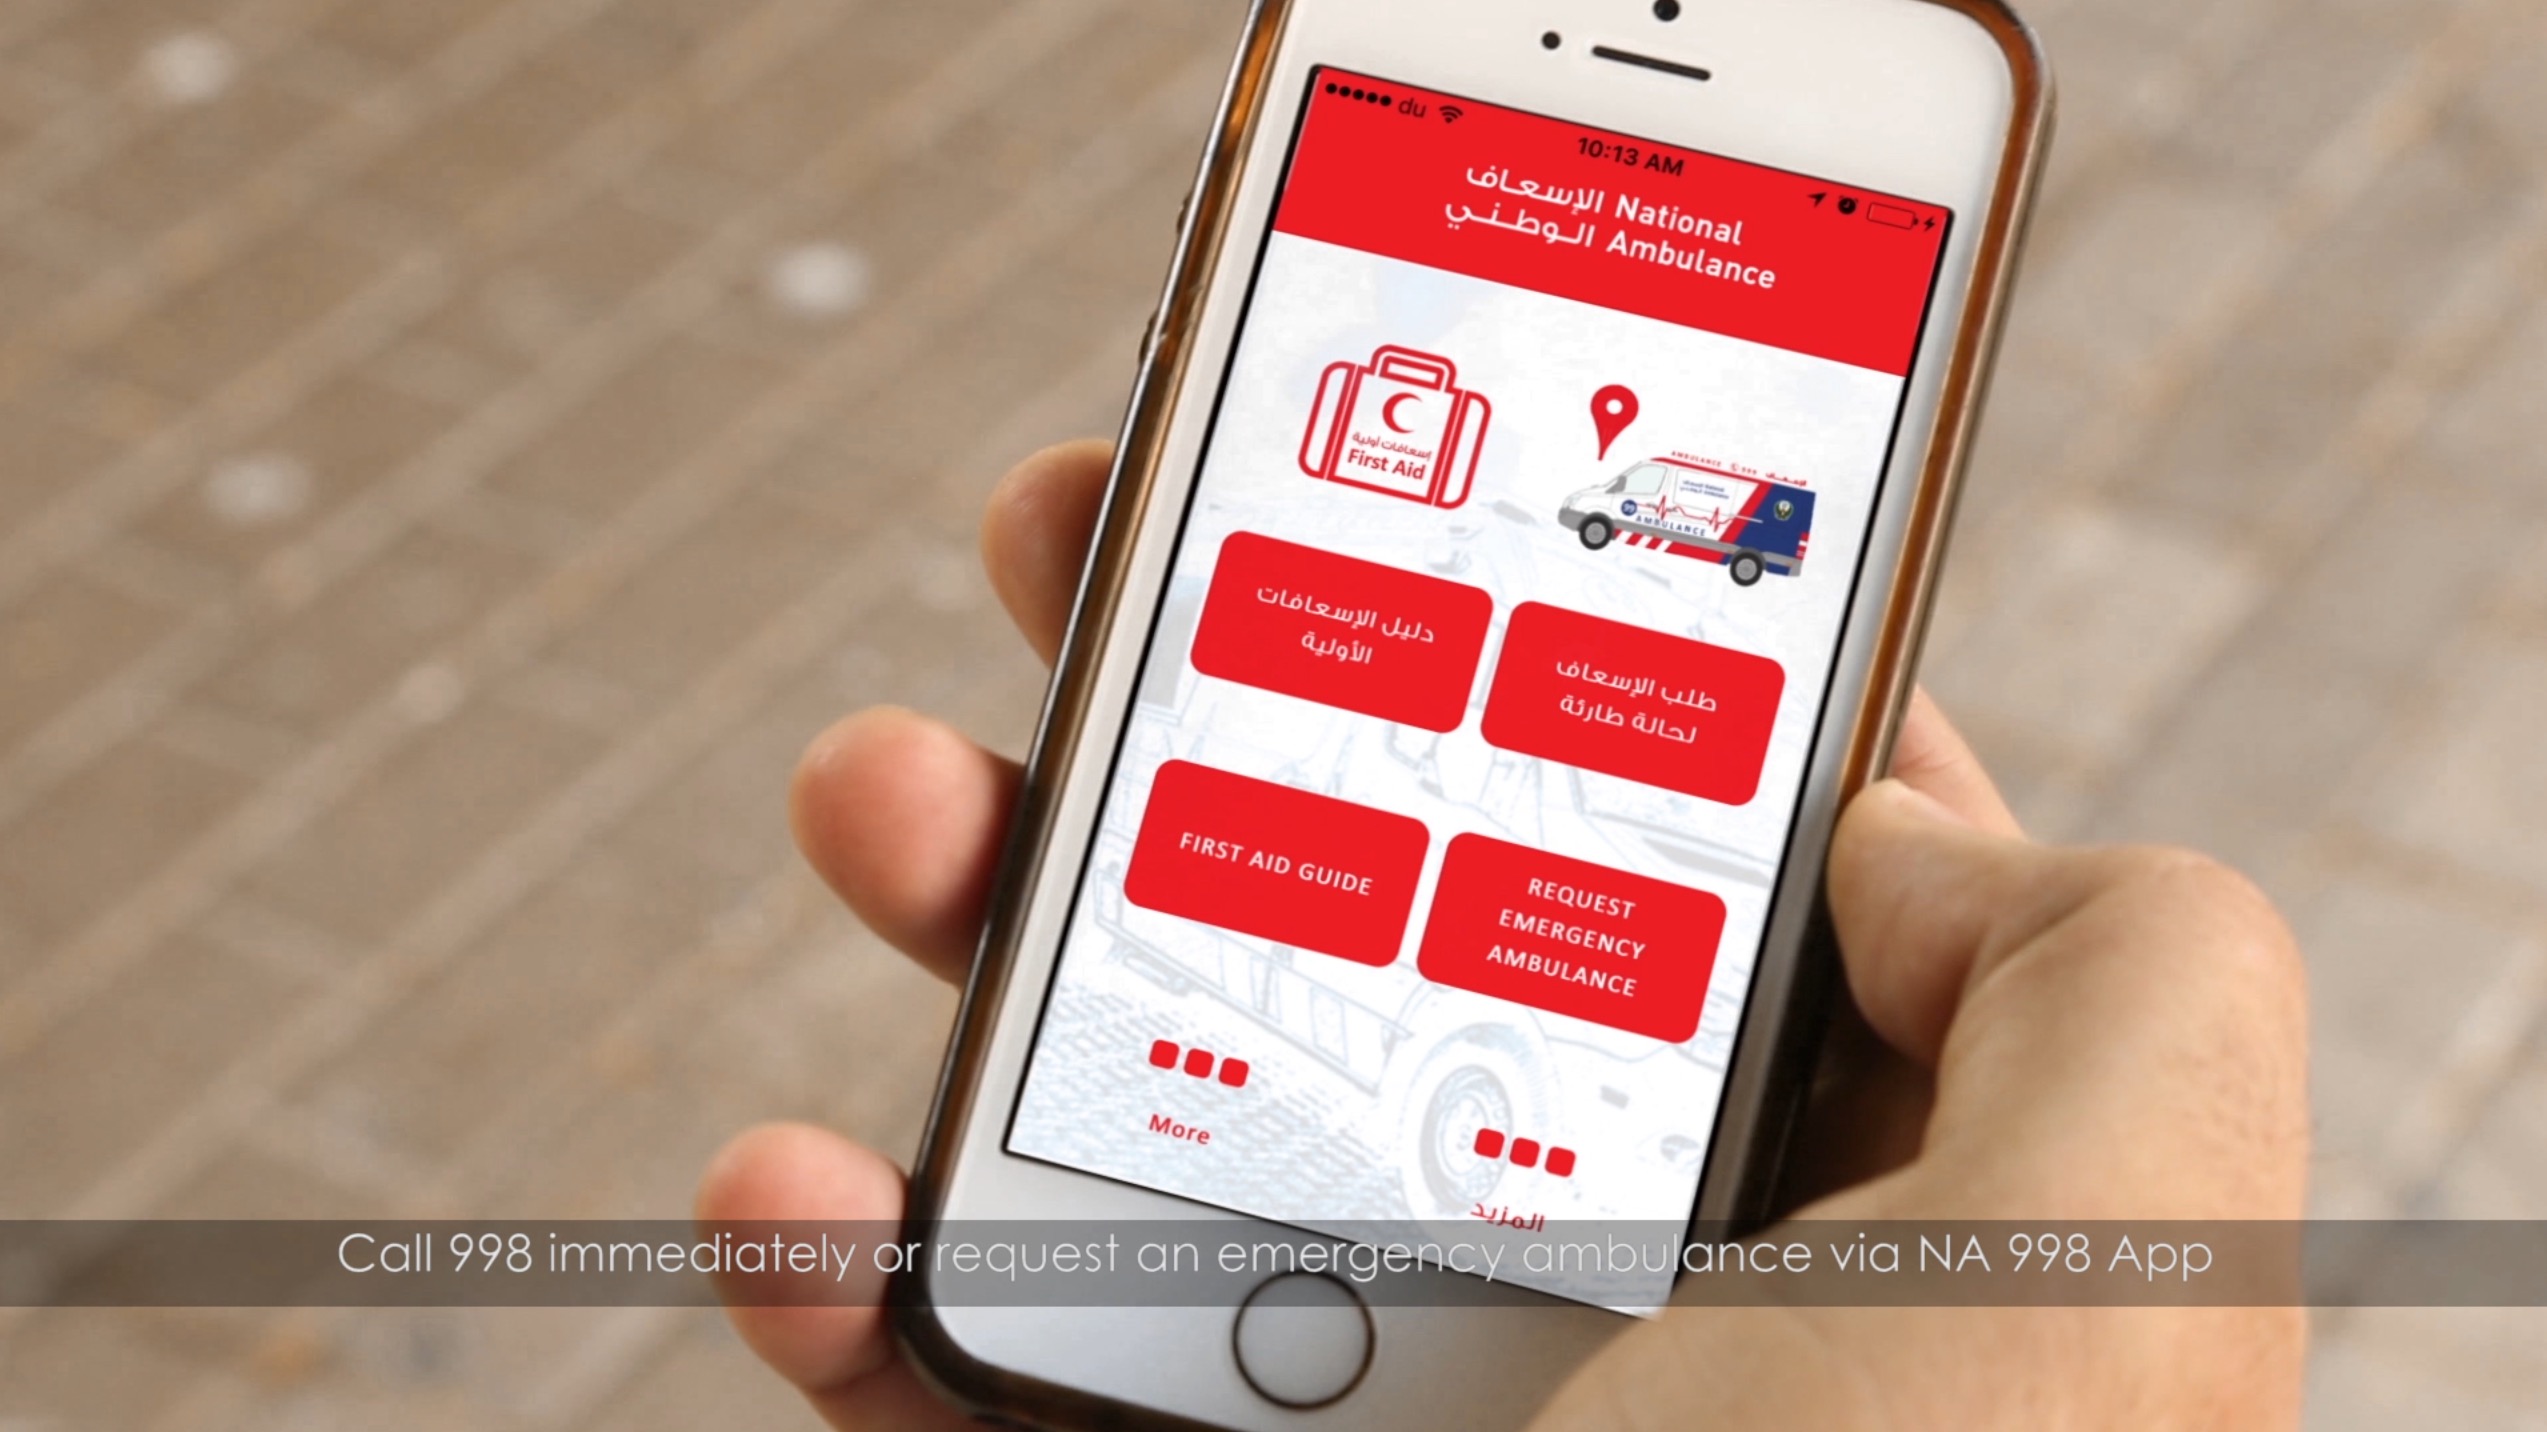 du
10:13 AM
الإسعاف National
الوطني Ambulance
إسعافات أولية
First Aid
AMBULANCE
AMBULANCE
دليل الإسعافات
الأولية
طلب الإسعاف
لحالة طارئة
FIRST AID GUIDE
REQUEST
EMERGENCY
AMBULANCE
More
المزيد
Call 998 immediately or request an emergency ambulance via NA 998 App